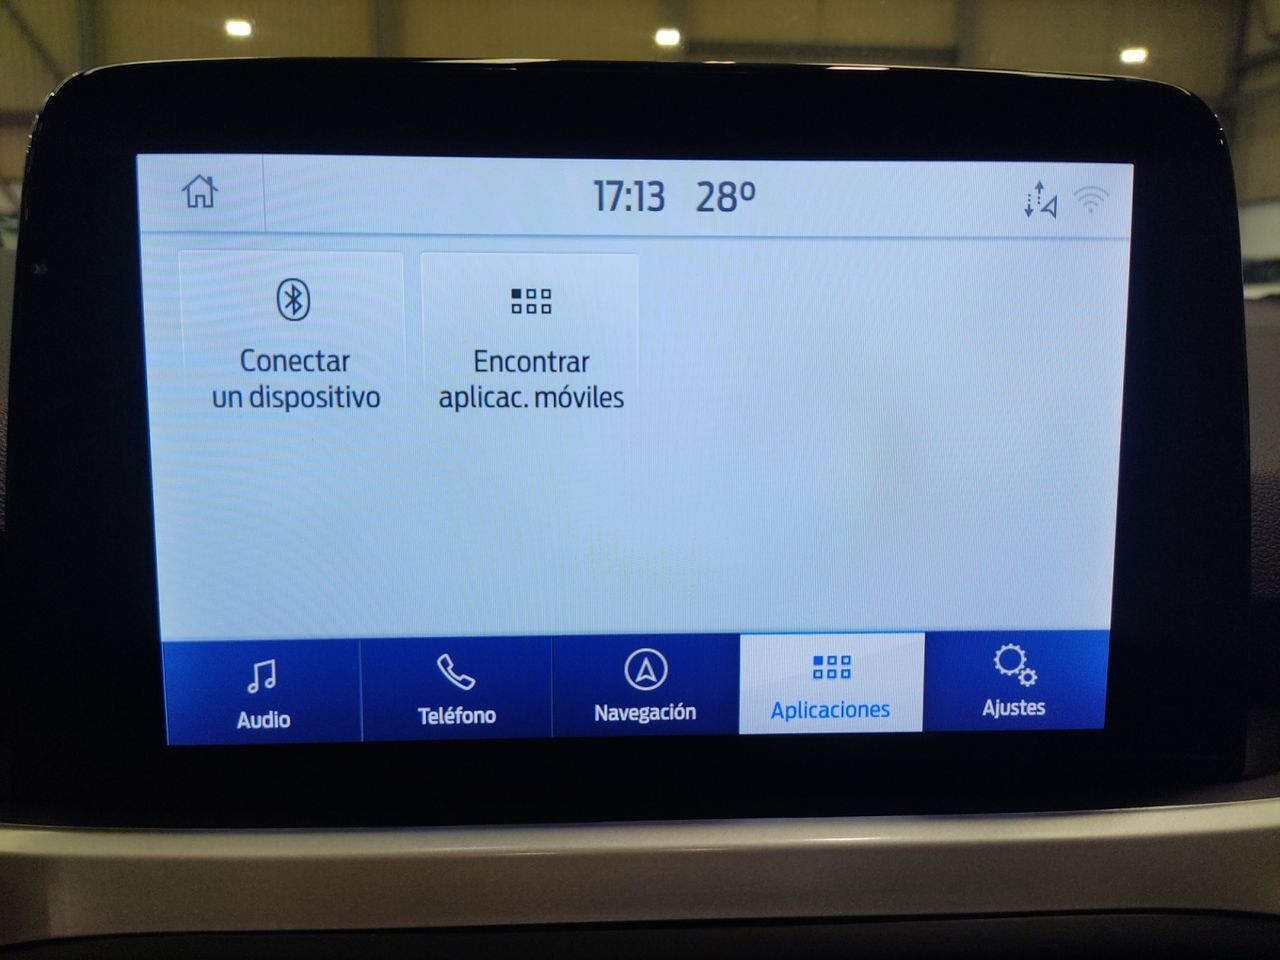 17:13 28º
Conectar
un dispositivo
Encontrar
aplicac. móviles
Audio
Teléfono
Navegación
Aplicaciones
Ajustes